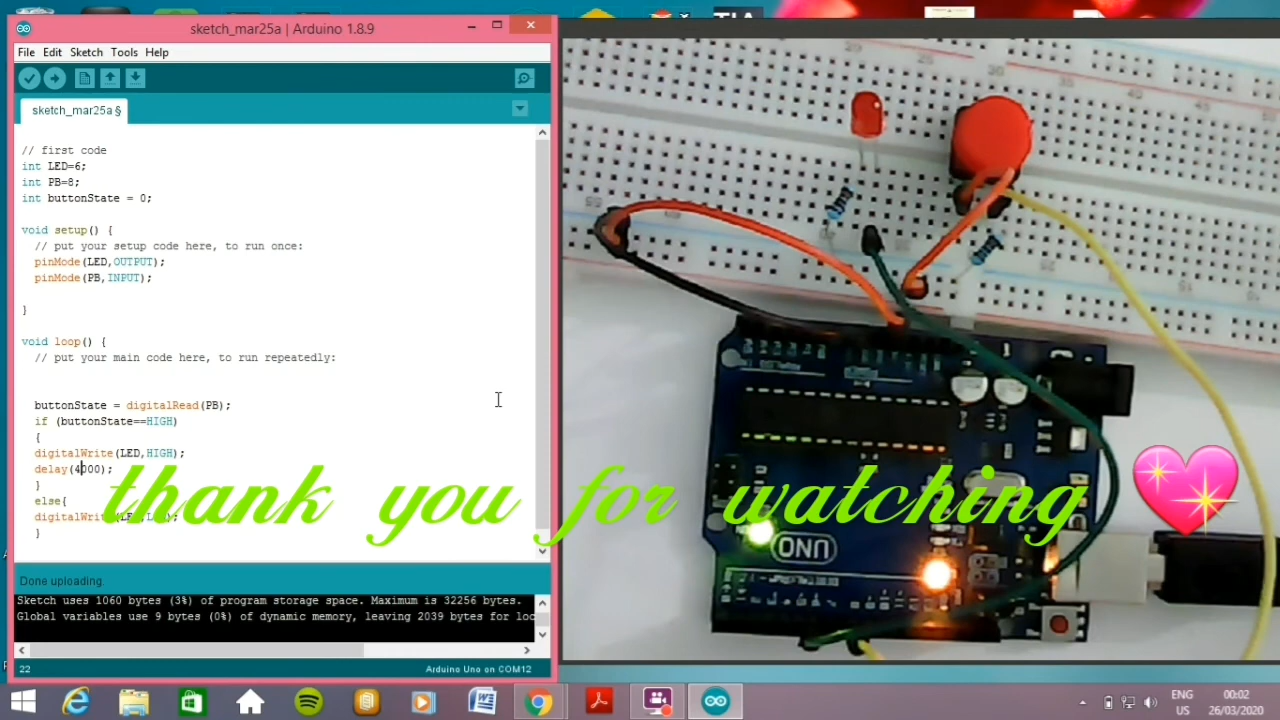 sketch_mar25a | Arduino 1.8.9
File Edit Sketch Tools Help
sketch_mar25a §
// first code
int LED=6;
int PB=8;
int buttonState = 0;
void setup() {
// put your setup code here, to run once:
pinMode(LED,OUTPUT);
pinMode(PB,INPUT);
}
void loop() {
// put your main code here, to run repeatedly:
buttonState = digitalRead(PB);
if (buttonState==HIGH)
{
digitalWrite(LED,HIGH);
delay(4000);
}
else{
digitalWrite(LED,LOW);
}
thank you for watching
UNO
Done uploading.
Sketch uses 1060 bytes (3%) of program storage space. Maximum is 32256 bytes.
Global variables use 9 bytes (0%) of dynamic memory, leaving 2039 bytes for loc
22
Arduino Uno on COM12
ENG
US
00:02
26/03/2020